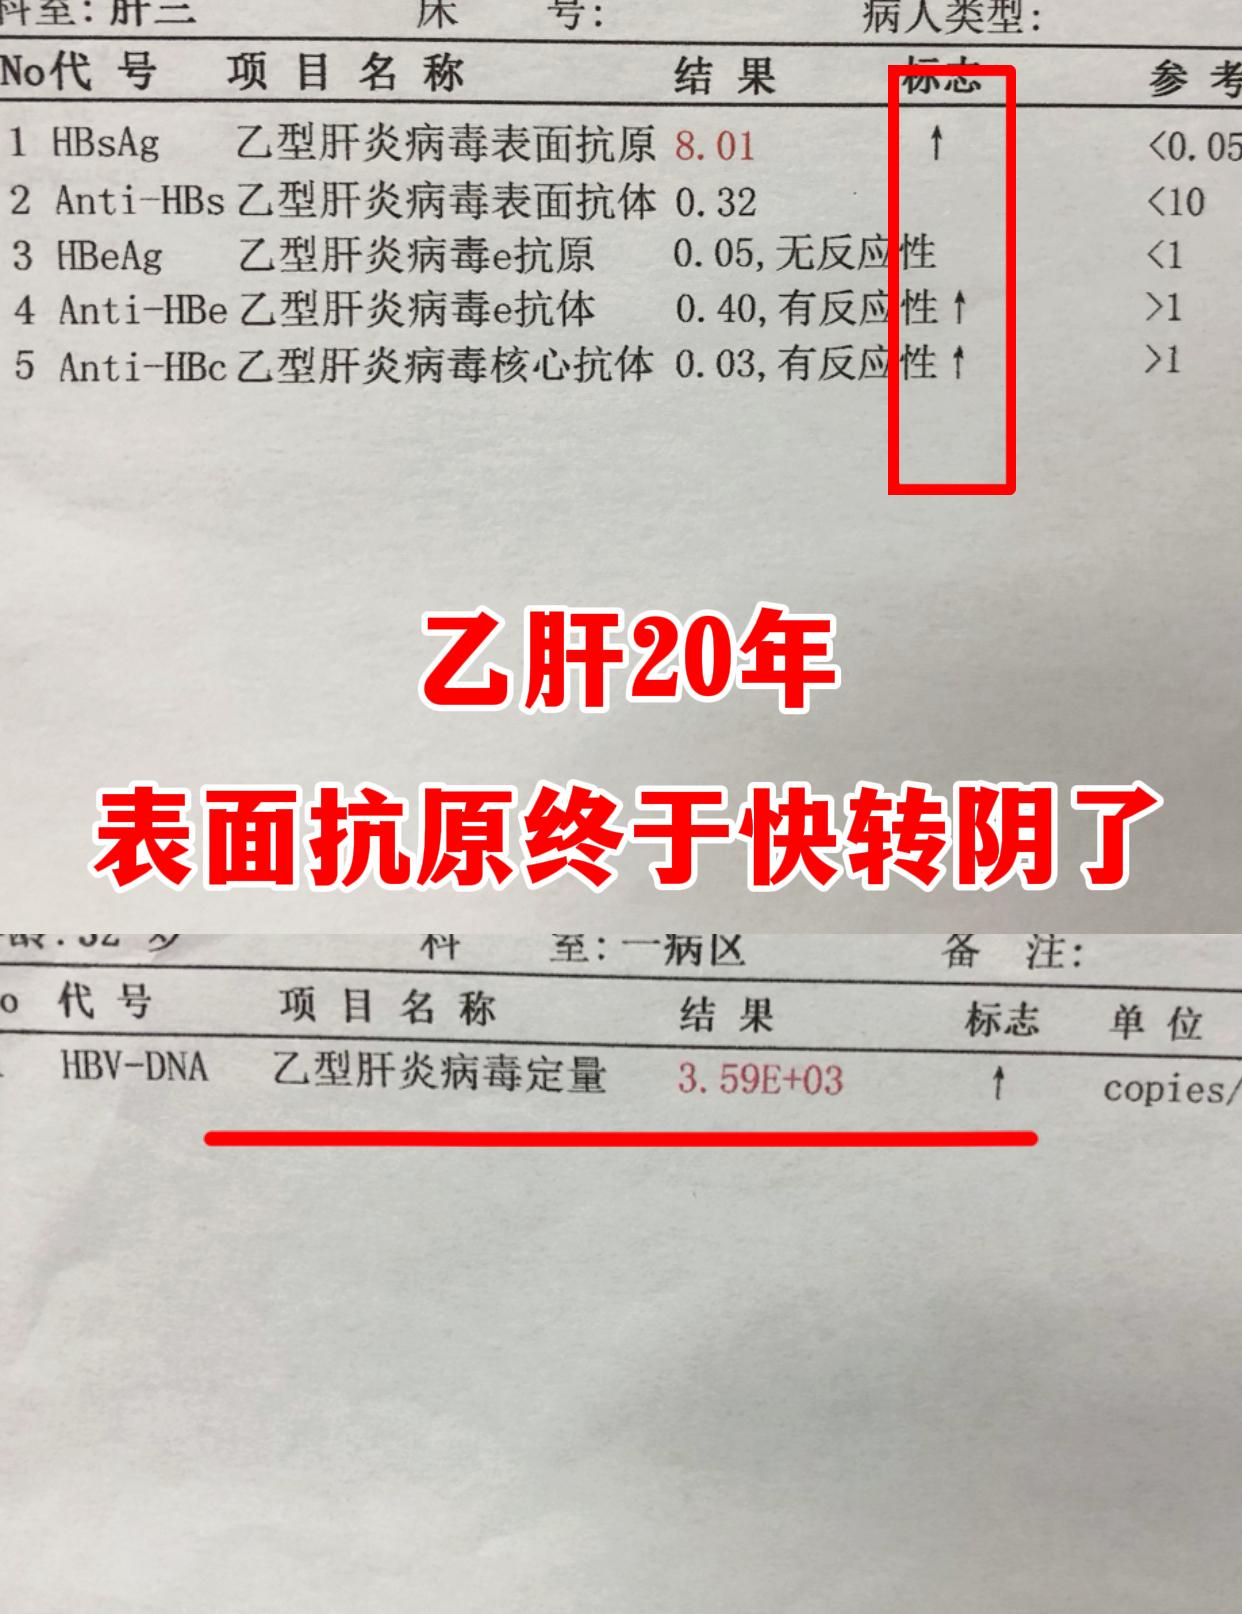 科室: 肝三 床 号: 病人类型:
No 代 号 项 目 名 称 结 果 标志 参 考
1 HBsAg 乙型肝炎病毒表面抗原 8.01 ↑ <0.05
2 Anti-HBs 乙型肝炎病毒表面抗体 0.32 <10
3 HBeAg 乙型肝炎病毒e抗原 0.05,无反应性 <1
4 Anti-HBe 乙型肝炎病毒e抗体 0.40,有反应性↑ >1
5 Anti-HBc 乙型肝炎病毒核心抗体 0.03,有反应性↑ >1
乙肝20年
表面抗原终于快转阴了
龄:32 岁 科 室: 一病区 备 注:
o 代 号 项 目 名 称 结 果 标志 单 位
HBV-DNA 乙型肝炎病毒定量 3.59E+03 ↑ copies/